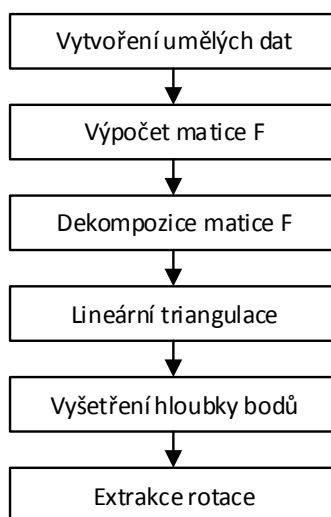 Vytvoření umělých dat
Výpočet matice F
Dekompozice matice F
Lineární triangulace
Vyšetření hloubky bodů
Extrakce rotace